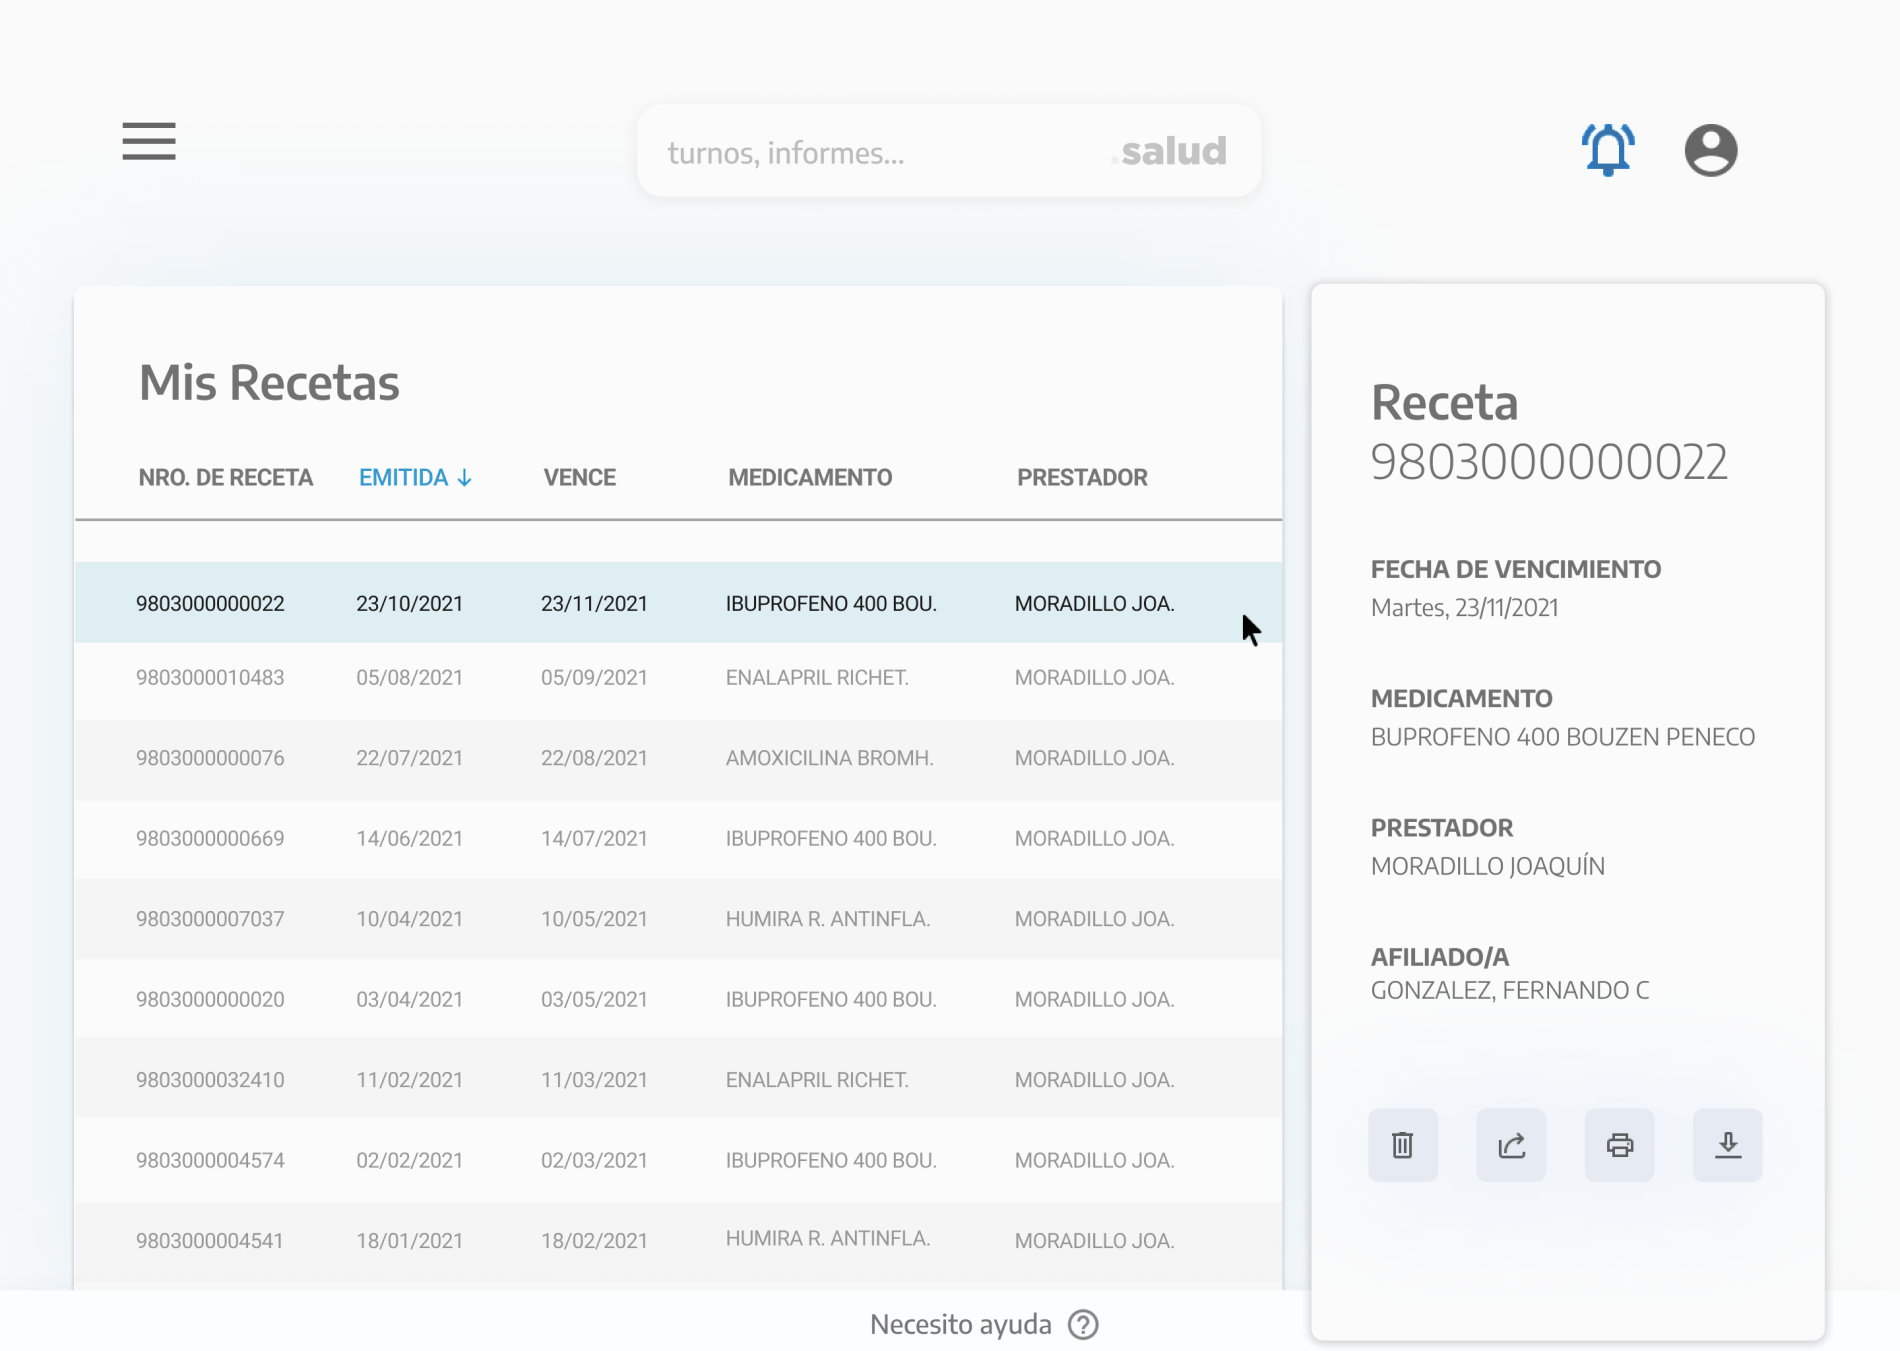 turnos, informes... .salud
Mis Recetas
NRO. DE RECETA EMITIDA ↓ VENCE MEDICAMENTO PRESTADOR
9803000000022 23/10/2021 23/11/2021 IBUPROFENO 400 BOU. MORADILLO JOA.
9803000010483 05/08/2021 05/09/2021 ENALAPRIL RICHET. MORADILLO JOA.
9803000000076 22/07/2021 22/08/2021 AMOXICILINA BROMH. MORADILLO JOA.
9803000000669 14/06/2021 14/07/2021 IBUPROFENO 400 BOU. MORADILLO JOA.
9803000007037 10/04/2021 10/05/2021 HUMIRA R. ANTINFLA. MORADILLO JOA.
9803000000020 03/04/2021 03/05/2021 IBUPROFENO 400 BOU. MORADILLO JOA.
9803000032410 11/02/2021 11/03/2021 ENALAPRIL RICHET. MORADILLO JOA.
9803000004574 02/02/2021 02/03/2021 IBUPROFENO 400 BOU. MORADILLO JOA.
9803000004541 18/01/2021 18/02/2021 HUMIRA R. ANTINFLA. MORADILLO JOA.
Receta
9803000000022
FECHA DE VENCIMIENTO
Martes, 23/11/2021
MEDICAMENTO
BUPROFENO 400 BOUZEN PENECO
PRESTADOR
MORADILLO JOAQUÍN
AFILIADO/A
GONZALEZ, FERNANDO C
Necesito ayuda ?